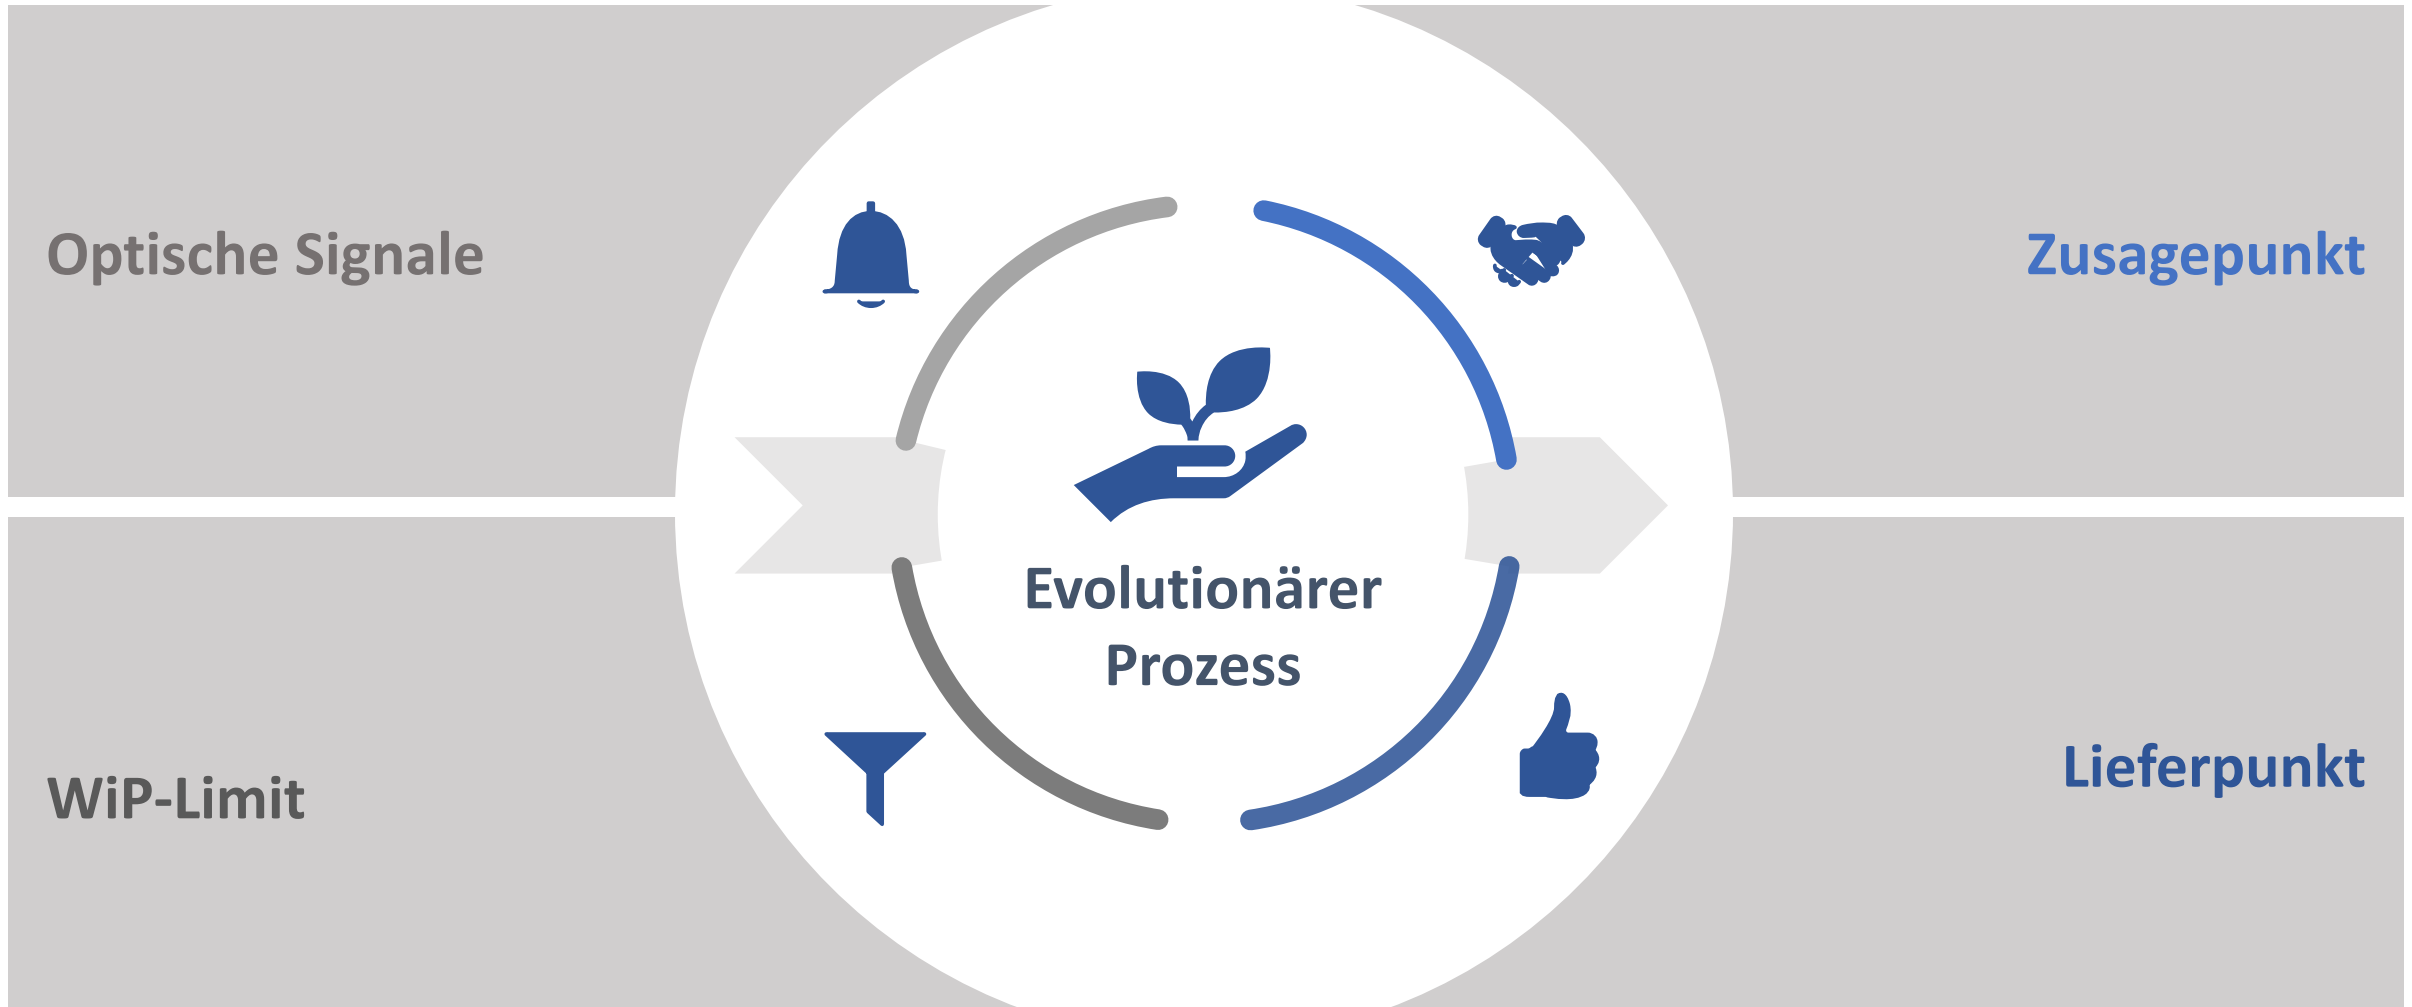 Optische Signale
Zusagepunkt
Evolutionärer
Prozess
WiP-Limit
Lieferpunkt